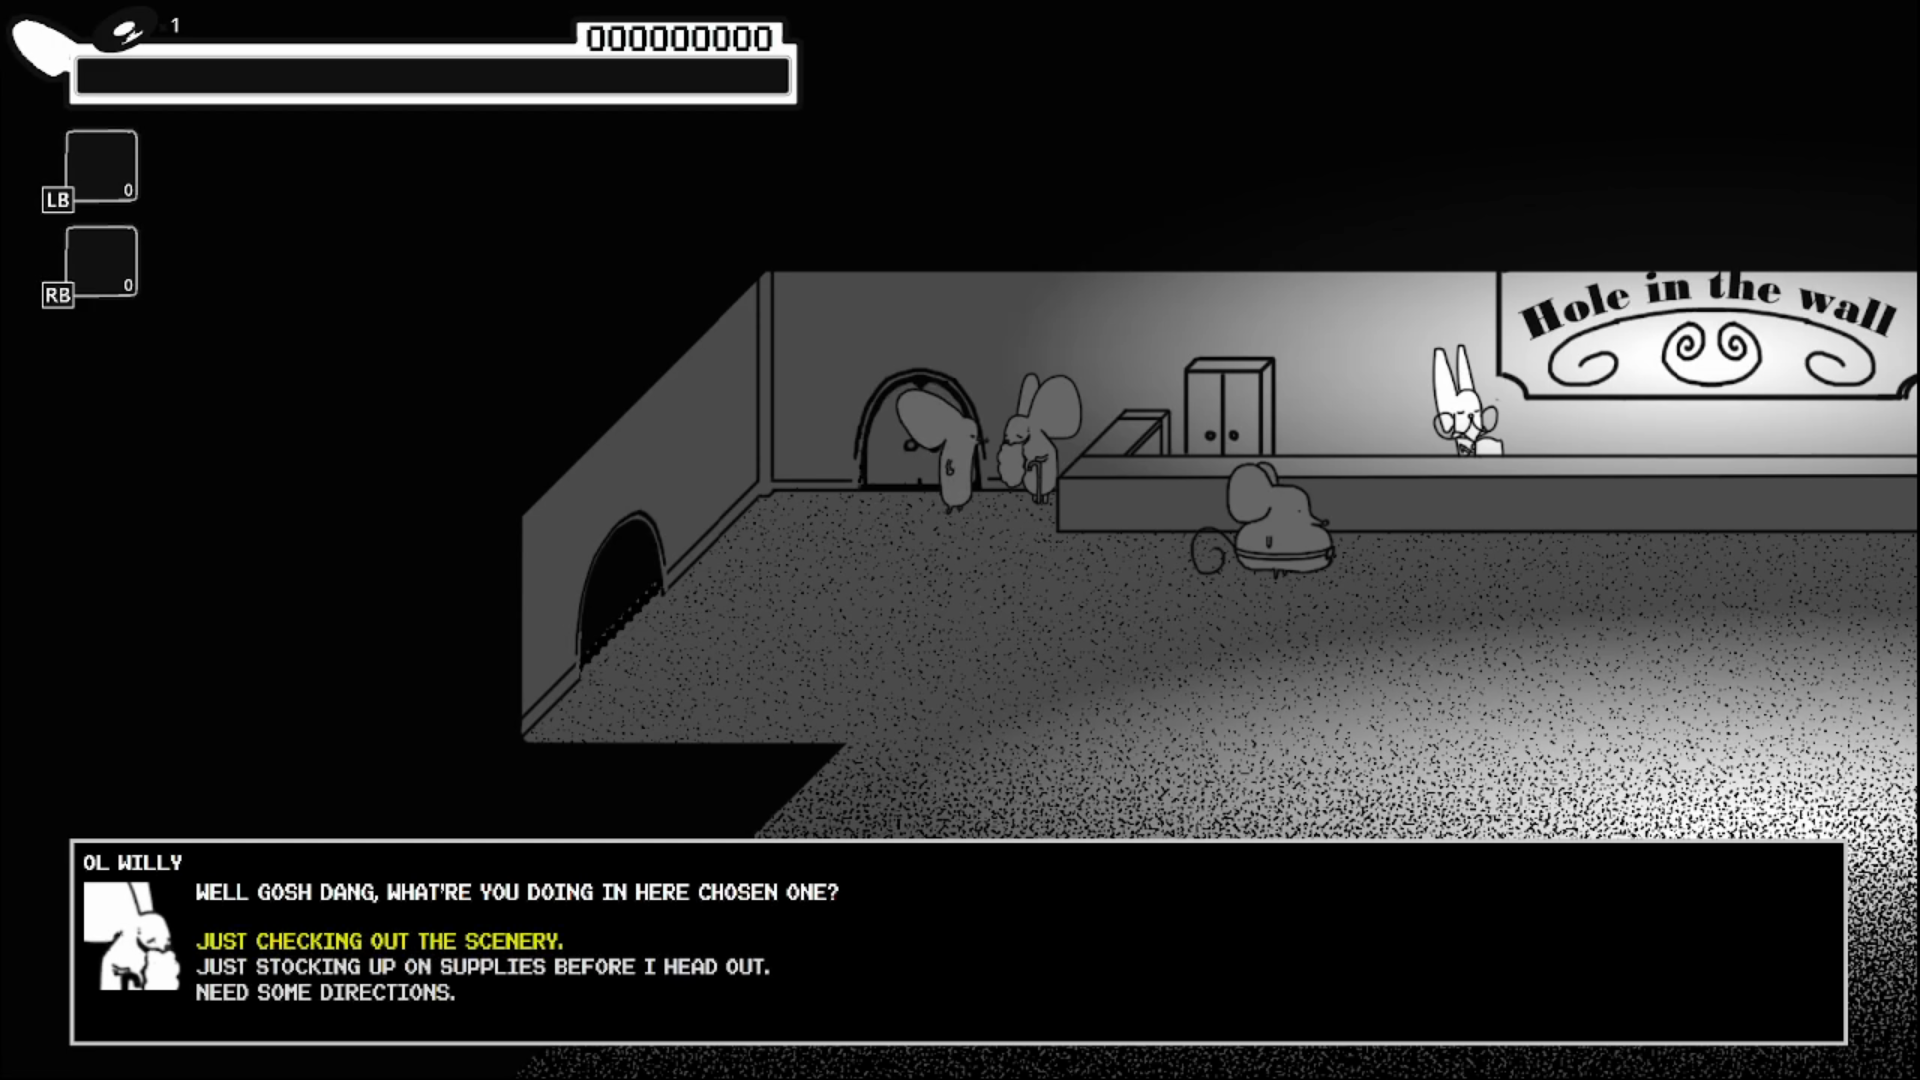 1
000000000
0
LB
0
RB
Hole in the wall
OL WILLY
WELL GOSH DANG, WHAT'RE YOU DOING IN HERE CHOSEN ONE?
JUST CHECKING OUT THE SCENERY.
JUST STOCKING UP ON SUPPLIES BEFORE I HEAD OUT.
NEED SOME DIRECTIONS.